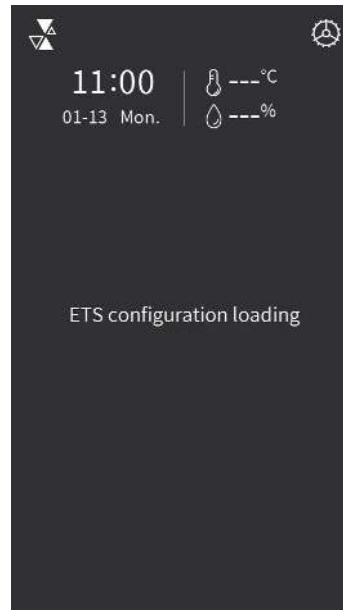 11:00
01-13 Mon.
---°C
---%
ETS configuration loading